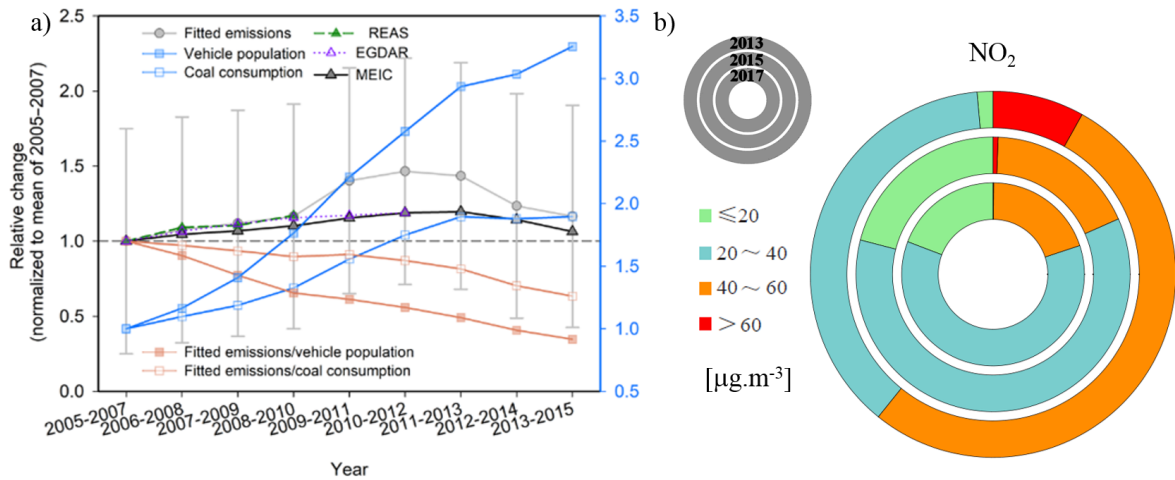 a)
2.5
2.0
1.5
1.0
0.5
0.0
Relative change
(normalized to mean of 2005–2007)
Fitted emissions
Vehicle population
Coal consumption
REAS
EGDAR
MEIC
Fitted emissions/vehicle population
Fitted emissions/coal consumption
3.5
3.0
2.5
2.0
1.5
1.0
0.5
2005-2007
2006-2008
2007-2009
2008-2010
2009-2011
2010-2012
2011-2013
2012-2014
2013-2015
Year
b)
2013
2015
2017
NO₂
⩽20
20～40
40～60
＞60
[μg.m⁻³]